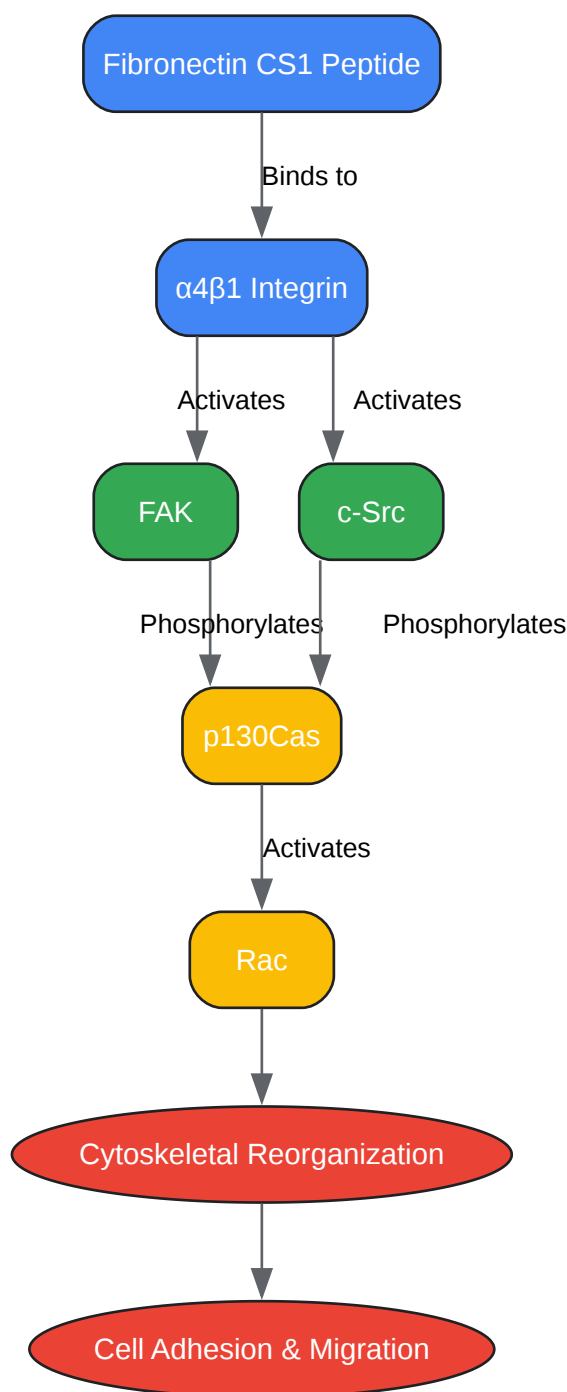 Fibronectin CS1 Peptide
Binds to
α4β1 Integrin
Activates
Activates
FAK
c-Src
Phosphorylates
Phosphorylates
p130Cas
Activates
Rac
Cytoskeletal Reorganization
Cell Adhesion & Migration